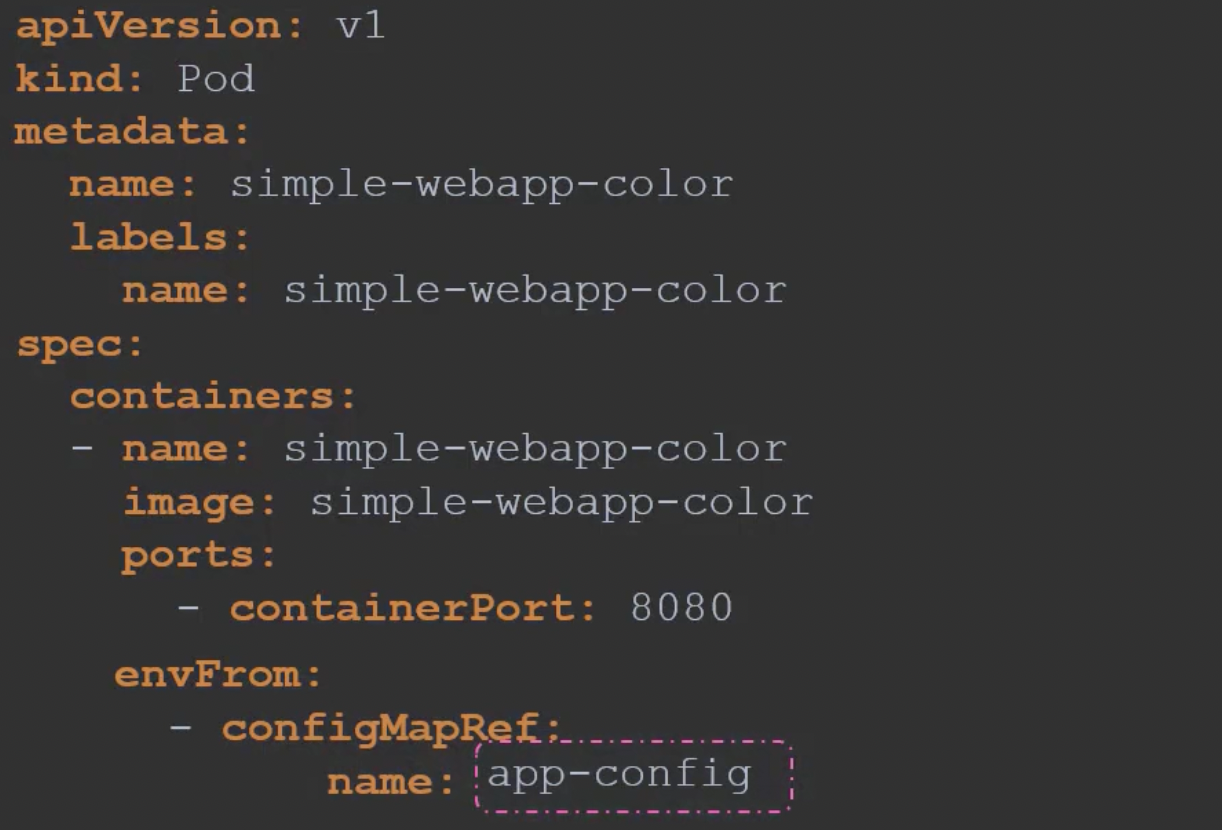 apiVersion: v1
kind: Pod
metadata:
  name: simple-webapp-color
  labels:
    name: simple-webapp-color
spec:
  containers:
  - name: simple-webapp-color
    image: simple-webapp-color
    ports:
      - containerPort: 8080
    envFrom:
      - configMapRef:
            name: app-config